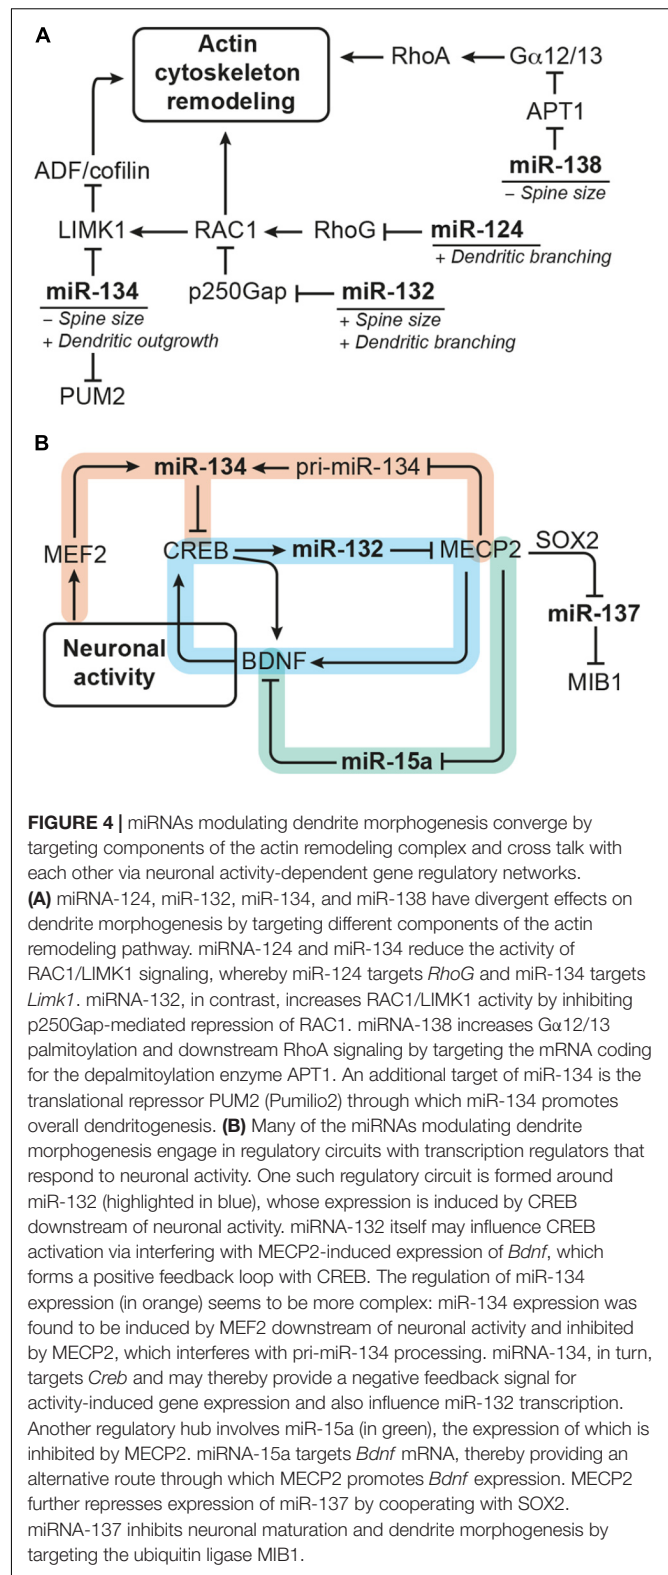 A
Actin
cytoskeleton
remodeling
RhoA
Gα12/13
APT1
ADF/cofilin
miR-138
– Spine size
LIMK1
RAC1
RhoG
miR-124
+ Dendritic branching
miR-134
– Spine size
+ Dendritic outgrowth
p250Gap
miR-132
+ Spine size
+ Dendritic branching
PUM2
B
miR-134
pri-miR-134
MEF2
CREB
miR-132
MECP2
SOX2
miR-137
Neuronal
activity
BDNF
MIB1
miR-15a
FIGURE 4 | miRNAs modulating dendrite morphogenesis converge by
targeting components of the actin remodeling complex and cross talk with
each other via neuronal activity-dependent gene regulatory networks.
(A) miRNA-124, miR-132, miR-134, and miR-138 have divergent effects on
dendrite morphogenesis by targeting different components of the actin
remodeling pathway. miRNA-124 and miR-134 reduce the activity of
RAC1/LIMK1 signaling, whereby miR-124 targets RhoG and miR-134 targets
Limk1. miRNA-132, in contrast, increases RAC1/LIMK1 activity by inhibiting
p250Gap-mediated repression of RAC1. miRNA-138 increases Gα12/13
palmitoylation and downstream RhoA signaling by targeting the mRNA coding
for the depalmitoylation enzyme APT1. An additional target of miR-134 is the
translational repressor PUM2 (Pumilio2) through which miR-134 promotes
overall dendritogenesis. (B) Many of the miRNAs modulating dendrite
morphogenesis engage in regulatory circuits with transcription regulators that
respond to neuronal activity. One such regulatory circuit is formed around
miR-132 (highlighted in blue), whose expression is induced by CREB
downstream of neuronal activity. miRNA-132 itself may influence CREB
activation via interfering with MECP2-induced expression of Bdnf, which
forms a positive feedback loop with CREB. The regulation of miR-134
expression (in orange) seems to be more complex: miR-134 expression was
found to be induced by MEF2 downstream of neuronal activity and inhibited
by MECP2, which interferes with pri-miR-134 processing. miRNA-134, in turn,
targets Creb and may thereby provide a negative feedback signal for
activity-induced gene expression and also influence miR-132 transcription.
Another regulatory hub involves miR-15a (in green), the expression of which is
inhibited by MECP2. miRNA-15a targets Bdnf mRNA, thereby providing an
alternative route through which MECP2 promotes Bdnf expression. MECP2
further represses expression of miR-137 by cooperating with SOX2.
miRNA-137 inhibits neuronal maturation and dendrite morphogenesis by
targeting the ubiquitin ligase MIB1.